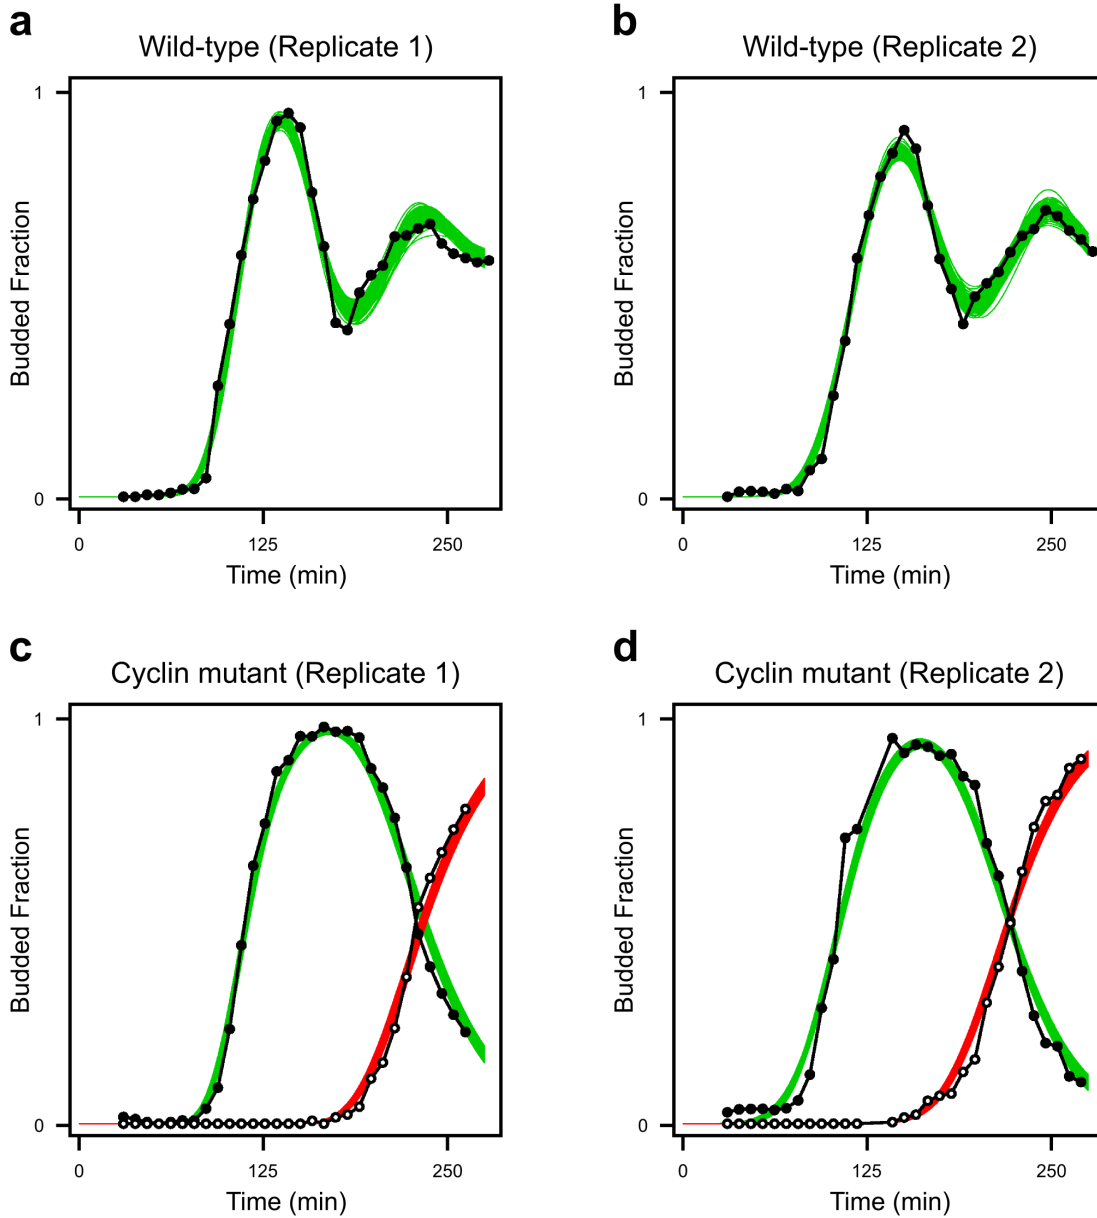 a
Wild-type (Replicate 1)
1
0
Budded Fraction
0 125 250
Time (min)
b
Wild-type (Replicate 2)
1
0
Budded Fraction
0 125 250
Time (min)
c
Cyclin mutant (Replicate 1)
1
0
Budded Fraction
0 125 250
Time (min)
d
Cyclin mutant (Replicate 2)
1
0
Budded Fraction
0 125 250
Time (min)